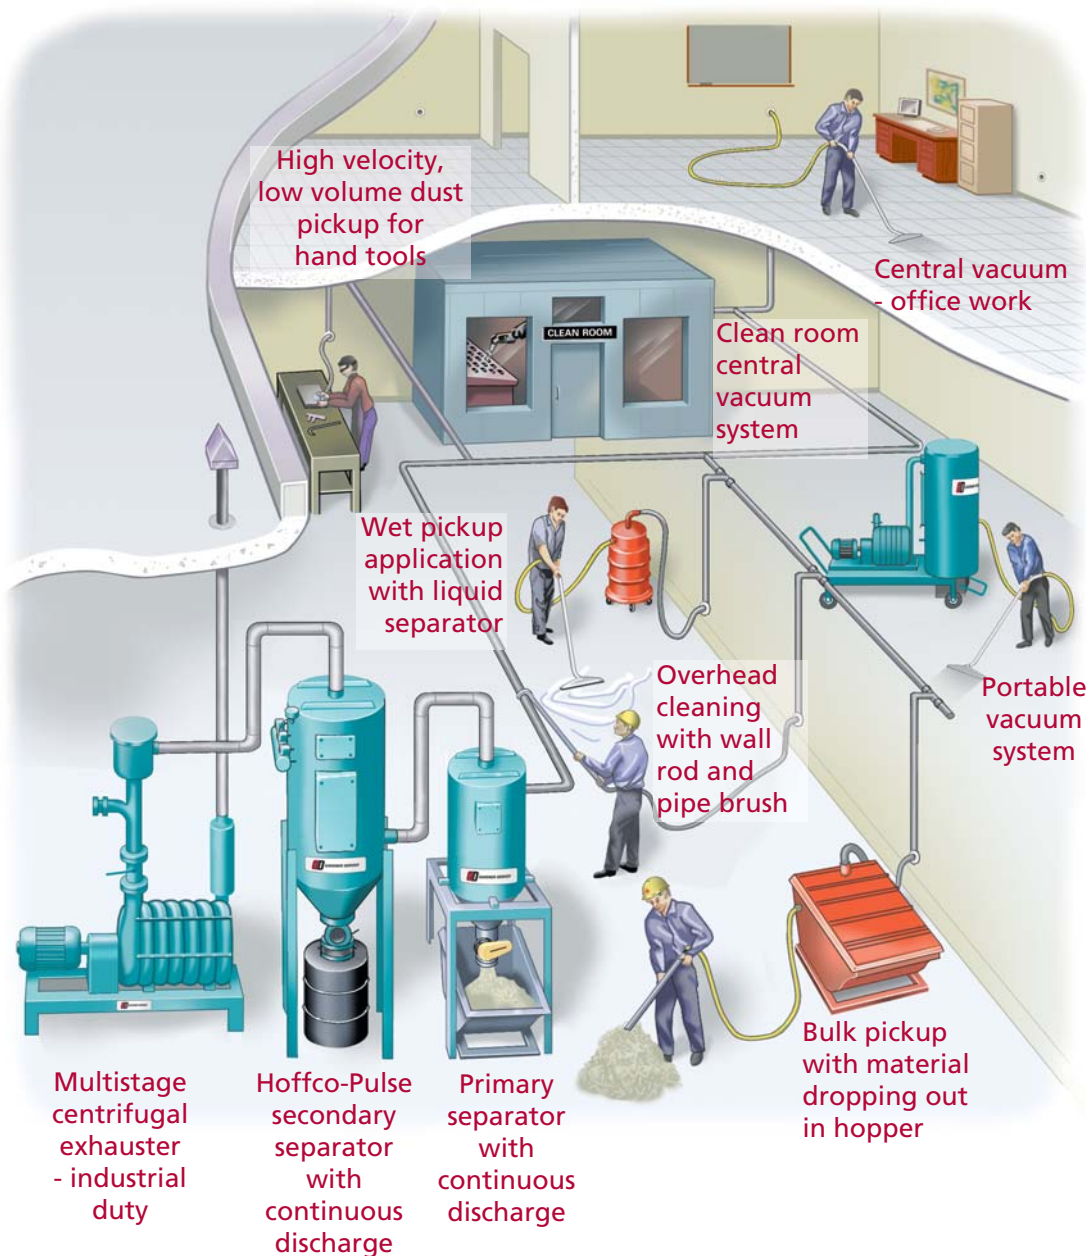 High velocity,
low volume dust
pickup for
hand tools
Central vacuum
- office work
CLEAN ROOM
Clean room
central
vacuum
system
Wet pickup
application
with liquid
separator
Overhead
cleaning
with wall
rod and
pipe brush
Portable
vacuum
system
Bulk pickup
with material
dropping out
in hopper
Multistage
centrifugal
exhauster
- industrial
duty
Hoffco-Pulse
secondary
separator
with
continuous
discharge
Primary
separator
with
continuous
discharge